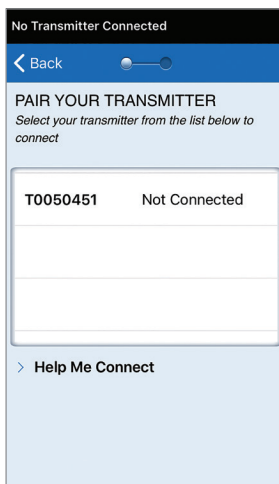 No Transmitter Connected
Back
PAIR YOUR TRANSMITTER
Select your transmitter from the list below to
connect
T0050451 Not Connected
Help Me Connect